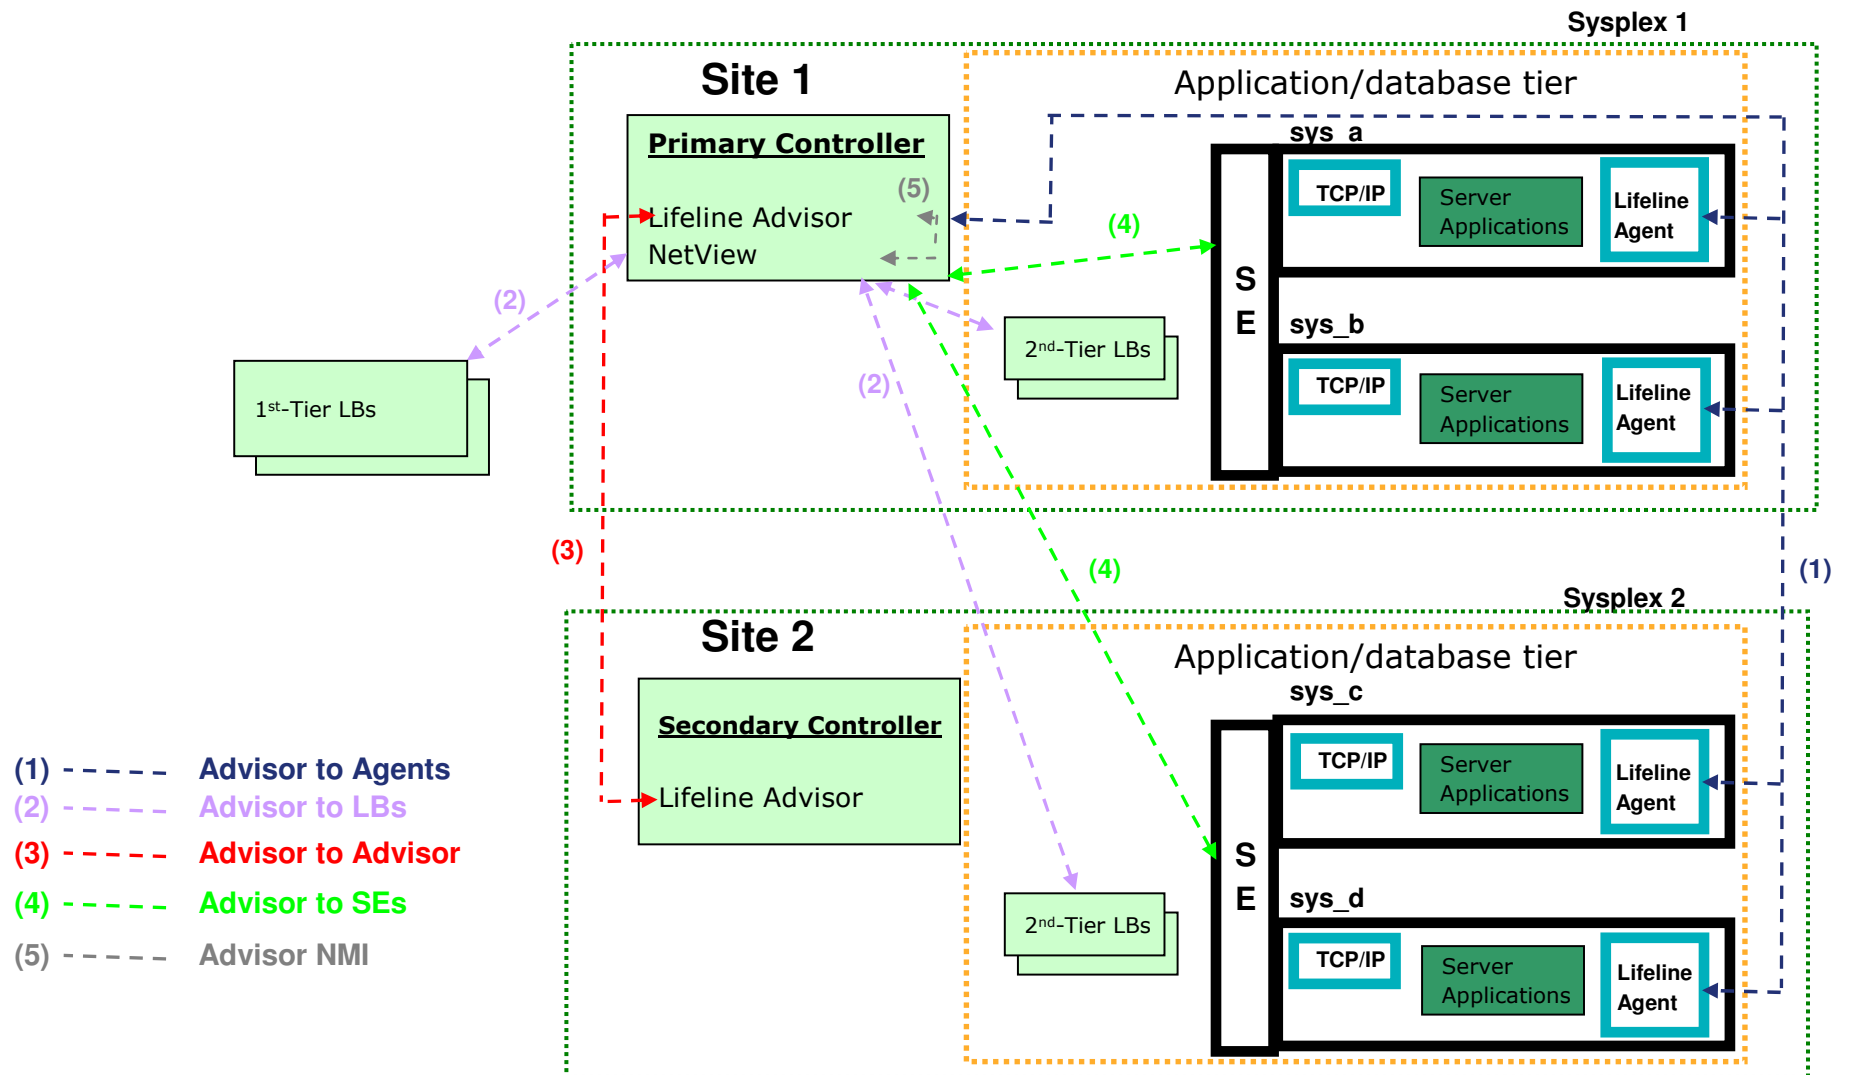 Sysplex 1
Site 1
Application/database tier
Primary Controller
(5)
Lifeline Advisor
NetView
(4)
(2)
sys_a
TCP/IP
Server
Applications
Lifeline
Agent
S
E
sys_b
TCP/IP
Server
Applications
Lifeline
Agent
2nd-Tier LBs
(2)
1st-Tier LBs
(3)
(4)
(1)
Sysplex 2
Site 2
Application/database tier
Secondary Controller
Lifeline Advisor
sys_c
TCP/IP
Server
Applications
Lifeline
Agent
S
E
sys_d
TCP/IP
Server
Applications
Lifeline
Agent
2nd-Tier LBs
(1) Advisor to Agents
(2) Advisor to LBs
(3) Advisor to Advisor
(4) Advisor to SEs
(5) Advisor NMI